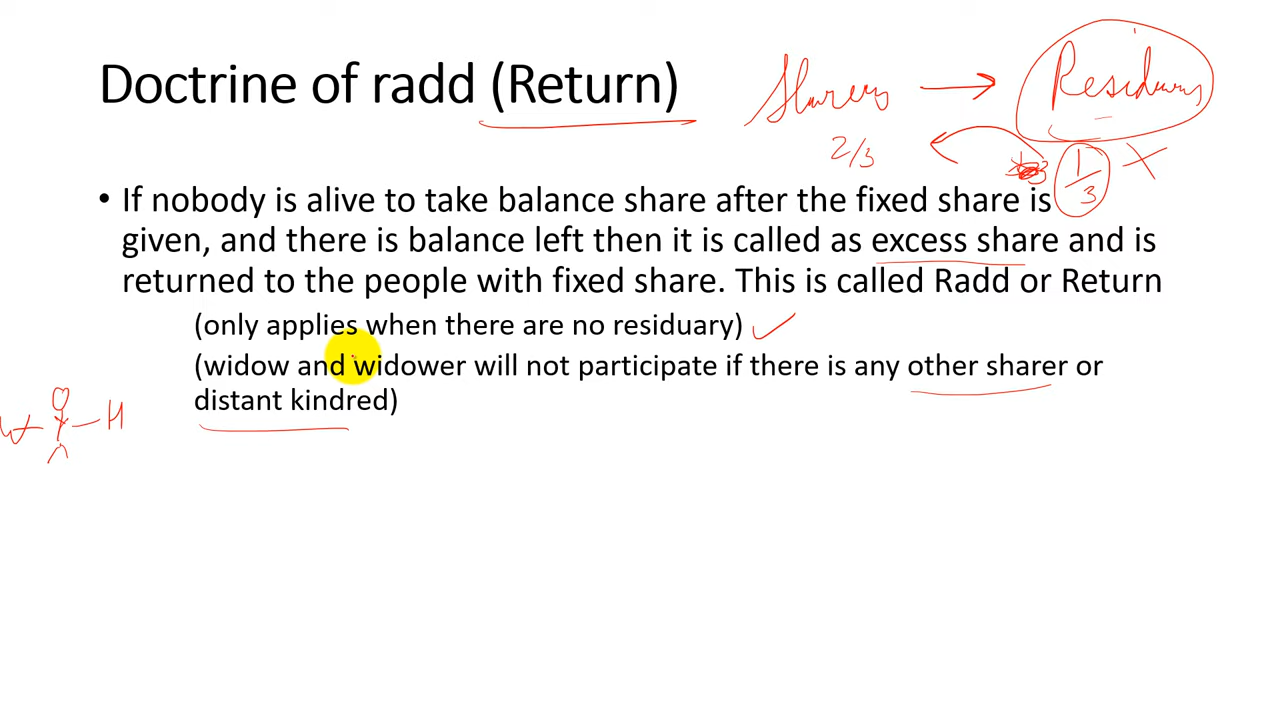 Doctrine of radd (Return)
Sharers → Residuary
2/3
1/3 X
• If nobody is alive to take balance share after the fixed share is
given, and there is balance left then it is called as excess share and is
returned to the people with fixed share. This is called Radd or Return
(only applies when there are no residuary) ✓
(widow and widower will not participate if there is any other sharer or
distant kindred)
W H